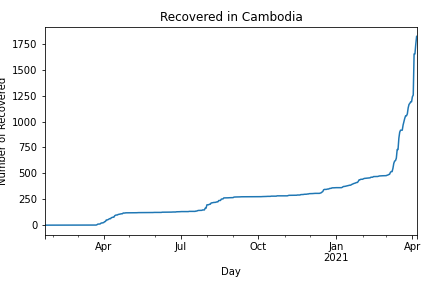 Recovered in Cambodia
Number of Recovered
1750
1500
1250
1000
750
500
250
0
Apr
Jul
Oct
Jan
2021
Apr
Day